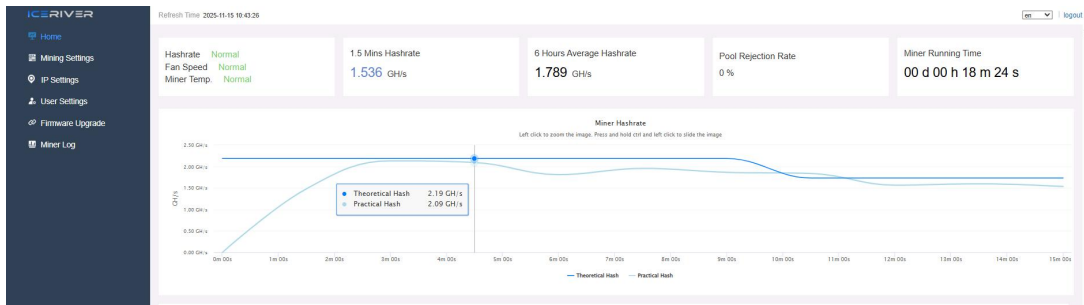 ICERIVER
Refresh Time 2025-11-15 10:43:26
en
logout
Home
Mining Settings
IP Settings
User Settings
Firmware Upgrade
Miner Log
Hashrate Normal
Fan Speed Normal
Miner Temp. Normal
1.5 Mins Hashrate
1.536 GH/s
6 Hours Average Hashrate
1.789 GH/s
Pool Rejection Rate
0 %
Miner Running Time
00 d 00 h 18 m 24 s
Miner Hashrate
Left click to zoom the image. Press and hold ctrl and left click to slide the image
GH/s
2.50 GH/s
2.00 GH/s
1.50 GH/s
1.00 GH/s
0.50 GH/s
0.00 GH/s
Theoretical Hash 2.19 GH/s
Practical Hash 2.09 GH/s
0m 00s 1m 00s 2m 00s 3m 00s 4m 00s 5m 00s 6m 00s 7m 00s 8m 00s 9m 00s 10m 00s 11m 00s 12m 00s 13m 00s 14m 00s 15m 00s
Theoretical Hash Practical Hash